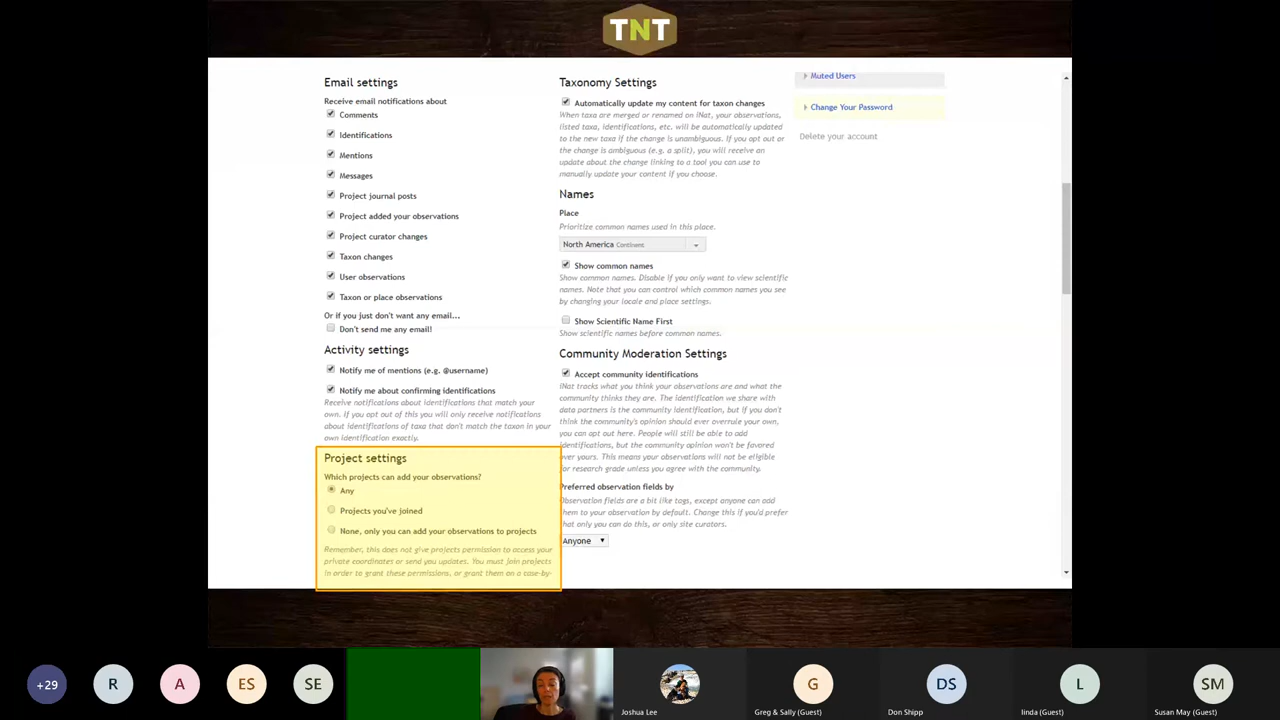 TNT
Email settings
Receive email notifications about
Comments
Identifications
Mentions
Messages
Project journal posts
Project added your observations
Project curator changes
Taxon changes
User observations
Taxon or place observations
Or if you just don't want any email...
Don't send me any email!
Activity settings
Notify me of mentions (e.g. @username)
Notify me about confirming identifications
Receive notifications about identifications that match your
own. If you opt out of this you will only receive notifications
about identifications of taxa that don't match the taxon in your
own identification exactly.
Project settings
Which projects can add your observations?
Any
Projects you've joined
None, only you can add your observations to projects
Remember, this does not give projects permission to access your
private coordinates or send you updates. You must join projects
in order to grant these permissions, or grant them on a case-by-
Taxonomy Settings
Automatically update my content for taxon changes
When taxa are merged or renamed on iNat, your observations,
listed taxa, identifications, etc. will be automatically updated
to the new taxa if the change is unambiguous. If you opt out or
the change is ambiguous (e.g. a split), you will receive an
update about the change linking to a tool you can use to
manually update your content if you choose.
Names
Place
Prioritize common names used in this place.
North America Continent
Show common names
Show common names. Disable if you only want to view scientific
names. Note that you can control which common names you see
by changing your locale and place settings.
Show Scientific Name First
Show scientific names before common names.
Community Moderation Settings
Accept community identifications
iNat tracks what you think your observations are and what the
community thinks they are. The identification we share with
data partners is the community identification, but if you don't
think the community's opinion should ever overrule your own,
you can opt out here. People will still be able to add
identifications, but the community opinion won't be favored
over yours. This means your observations will not be eligible
for research grade unless you agree with the community.
Preferred observation fields by
Observation fields are a bit like tags, except anyone can add
them to your observation by default. Change this if you'd prefer
that only you can do this, or only site curators.
Anyone
Muted Users
Change Your Password
Delete your account
+29
R
A
ES
SE
Joshua Lee
G
Greg & Sally (Guest)
DS
Don Shipp
L
linda (Guest)
SM
Susan May (Guest)